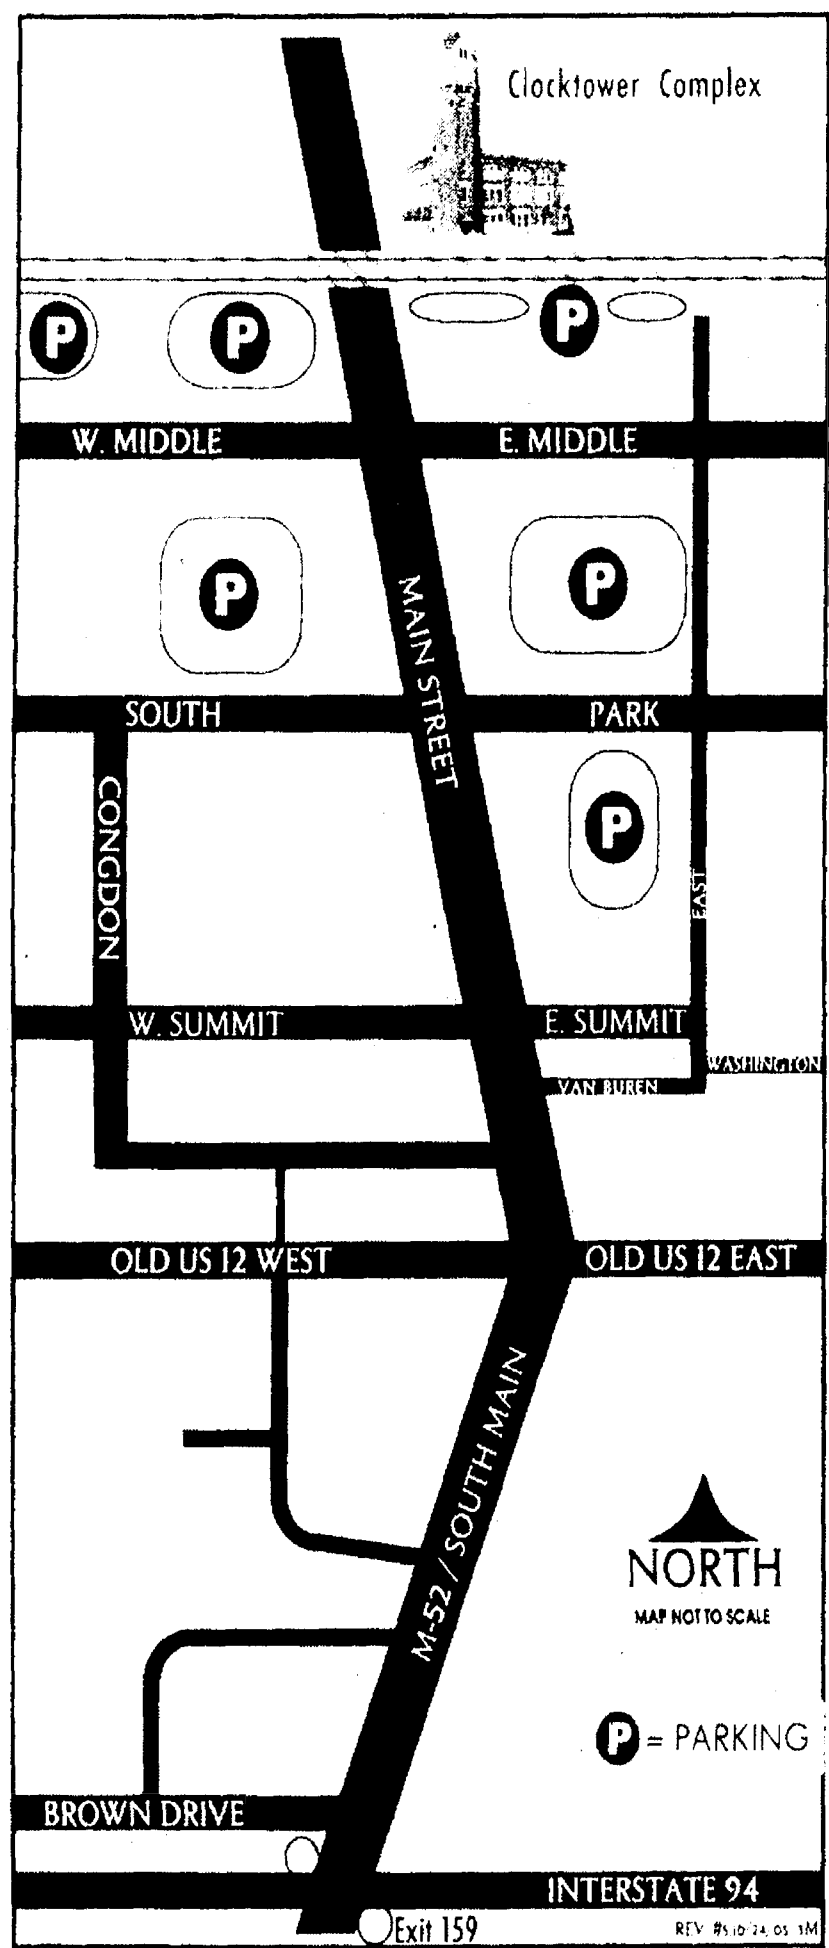 Clocktower Complex
P
P
P
W. MIDDLE
E. MIDDLE
P
P
MAIN STREET
SOUTH
PARK
CONGDON
P
EAST
W. SUMMIT
E. SUMMIT
WASHINGTON
VAN BUREN
OLD US 12 WEST
OLD US 12 EAST
M-52 / SOUTH MAIN
NORTH
MAP NOT TO SCALE
P = PARKING
BROWN DRIVE
INTERSTATE 94
Exit 159
REV